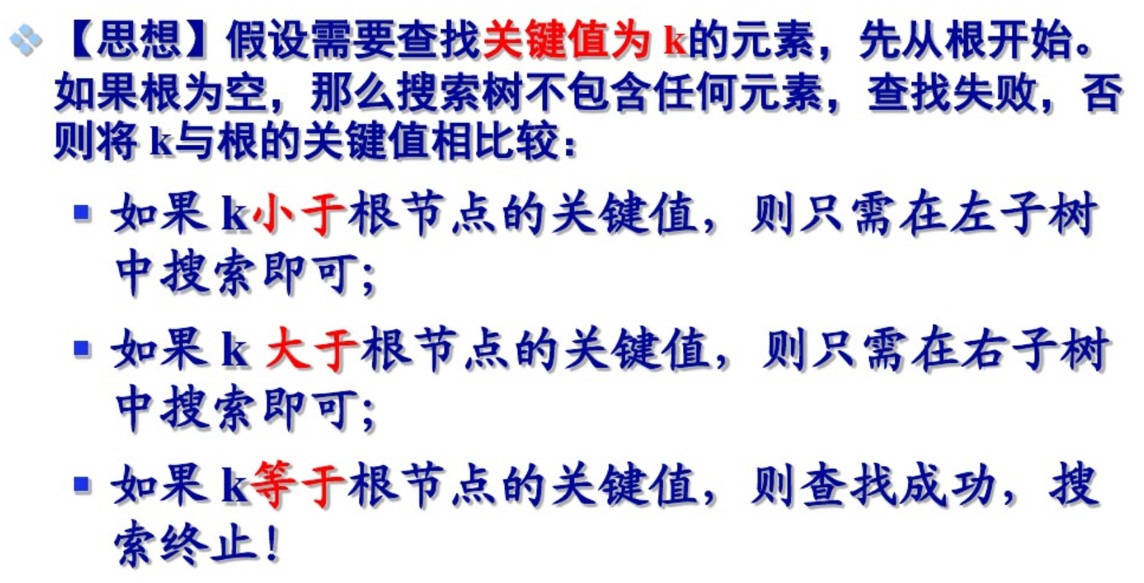 【思想】假设需要查找关键值为 k的元素，先从根开始。
如果根为空，那么搜索树不包含任何元素，查找失败，否
则将 k与根的关键值相比较：
如果 k小于根节点的关键值，则只需在左子树
中搜索即可；
如果 k 大于根节点的关键值，则只需在右子树
中搜索即可；
如果 k等于根节点的关键值，则查找成功，搜
索终止！